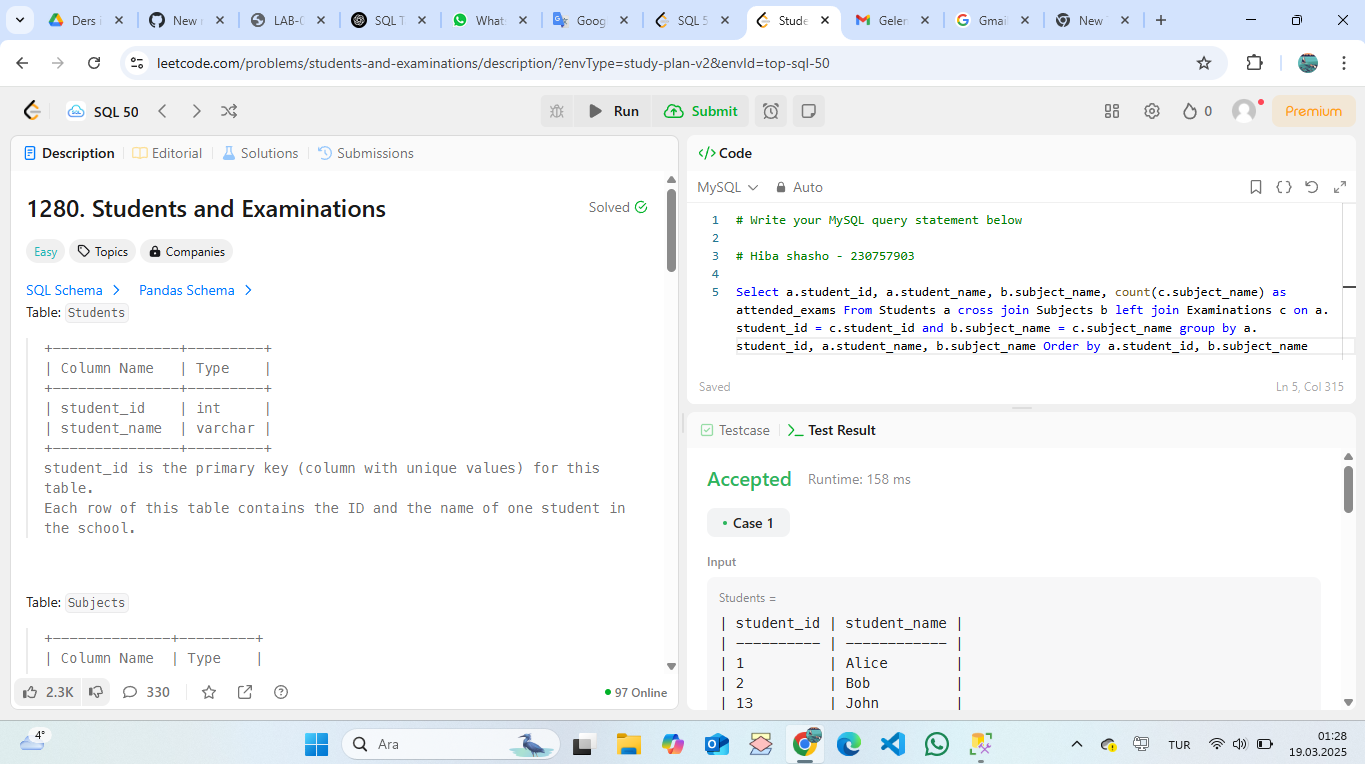 Ders i
New r
LAB-0
SQL T
Whats
Goog
SQL 5
Stude
Gelen
Gmai
New
leetcode.com/problems/students-and-examinations/description/?envType=study-plan-v2&envId=top-sql-50
SQL 50
Run
Submit
0
Premium
Description
Editorial
Solutions
Submissions
1280. Students and Examinations
Solved
Easy
Topics
Companies
SQL Schema
Pandas Schema
Table: Students
+---------------+---------+
| Column Name   | Type    |
+---------------+---------+
| student_id    | int     |
| student_name  | varchar |
+---------------+---------+
student_id is the primary key (column with unique values) for this
table.
Each row of this table contains the ID and the name of one student in
the school.
Table: Subjects
+--------------+---------+
| Column Name  | Type    |
2.3K
330
97 Online
</> Code
MySQL
Auto
1 # Write your MySQL query statement below
2
3 # Hiba shasho - 230757903
4
5 Select a.student_id, a.student_name, b.subject_name, count(c.subject_name) as
attended_exams From Students a cross join Subjects b left join Examinations c on a.
student_id = c.student_id and b.subject_name = c.subject_name group by a.
student_id, a.student_name, b.subject_name Order by a.student_id, b.subject_name
Saved
Ln 5, Col 315
Testcase
Test Result
Accepted
Runtime: 158 ms
Case 1
Input
Students =
| student_id | student_name |
| ---------- | ------------ |
| 1          | Alice        |
| 2          | Bob          |
| 13         | John         |
4°
Ara
TUR
01:28
19.03.2025